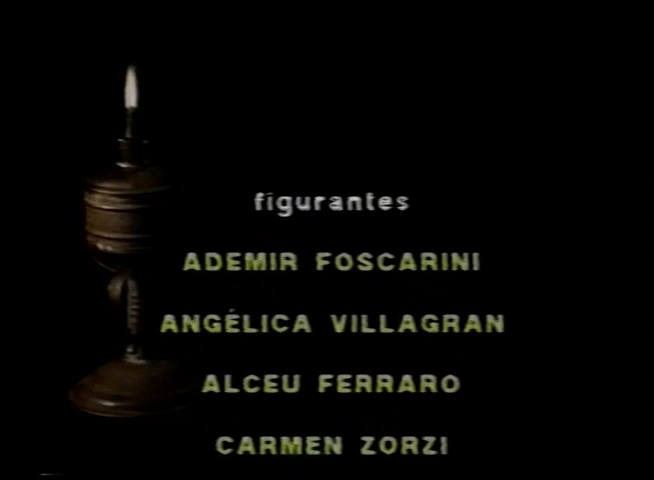 figurantes
ADEMIR FOSCARINI
ANGÉLICA VILLAGRAN
ALCEU FERRARO
CARMEN ZORZI